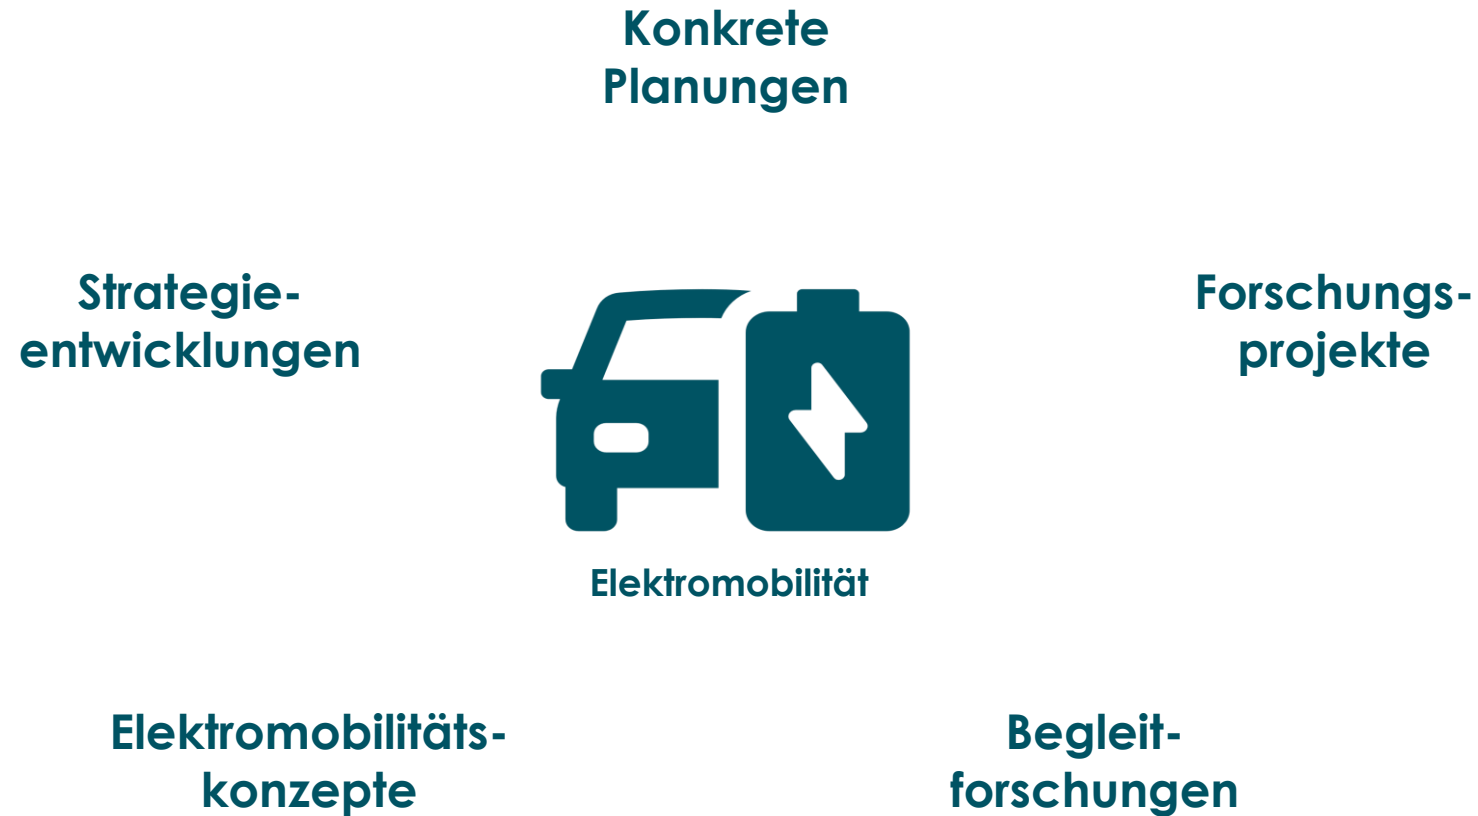 Konkrete
Planungen
Strategie-
entwicklungen
Forschungs-
projekte
Elektromobilität
Elektromobilitäts-
konzepte
Begleit-
forschungen